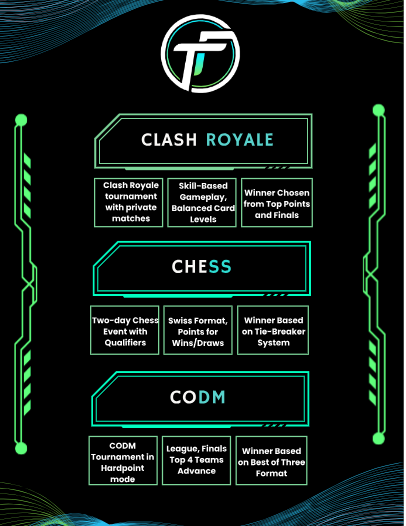 TF
CLASH ROYALE
Clash Royale
tournament
with private
matches
Skill-Based
Gameplay,
Balanced Card
Levels
Winner Chosen
from Top Points
and Finals
CHESS
Two-day Chess
Event with
Qualifiers
Swiss Format,
Points for
Wins/Draws
Winner Based
on Tie-Breaker
System
CODM
CODM
Tournament in
Hardpoint
mode
League, Finals
Top 4 Teams
Advance
Winner Based
on Best of Three
Format